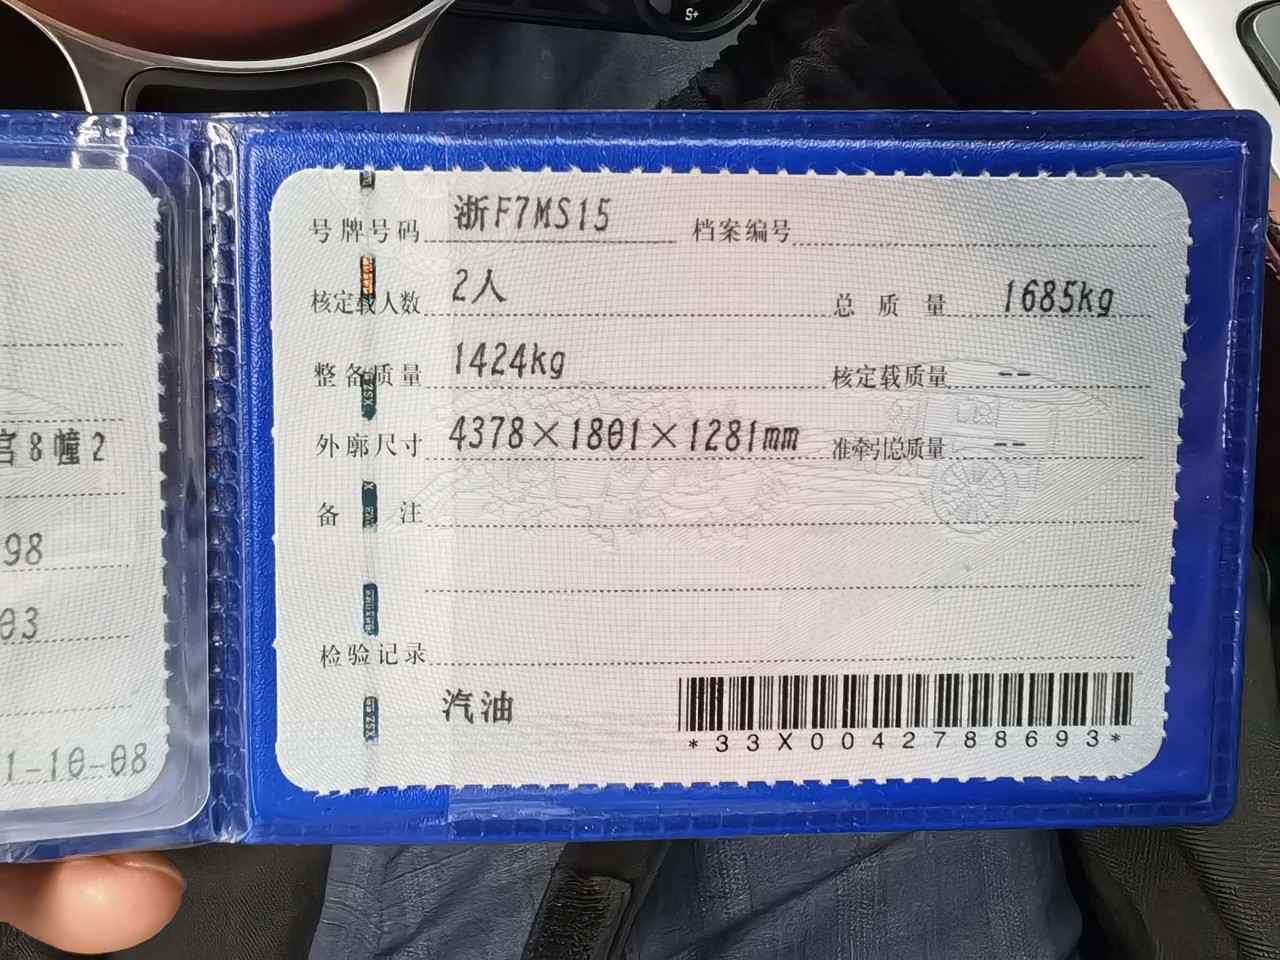 S+
号牌号码 浙F7MS15 档案编号
核定载人数 2人 总质量 1685kg
整备质量 1424kg 核定载质量 --
外廓尺寸 4378×1801×1281mm 准牵引总质量 --
备注
检验记录
汽油
*33X0042788693*
宫8幢2
98
03
1-10-08
XSZ